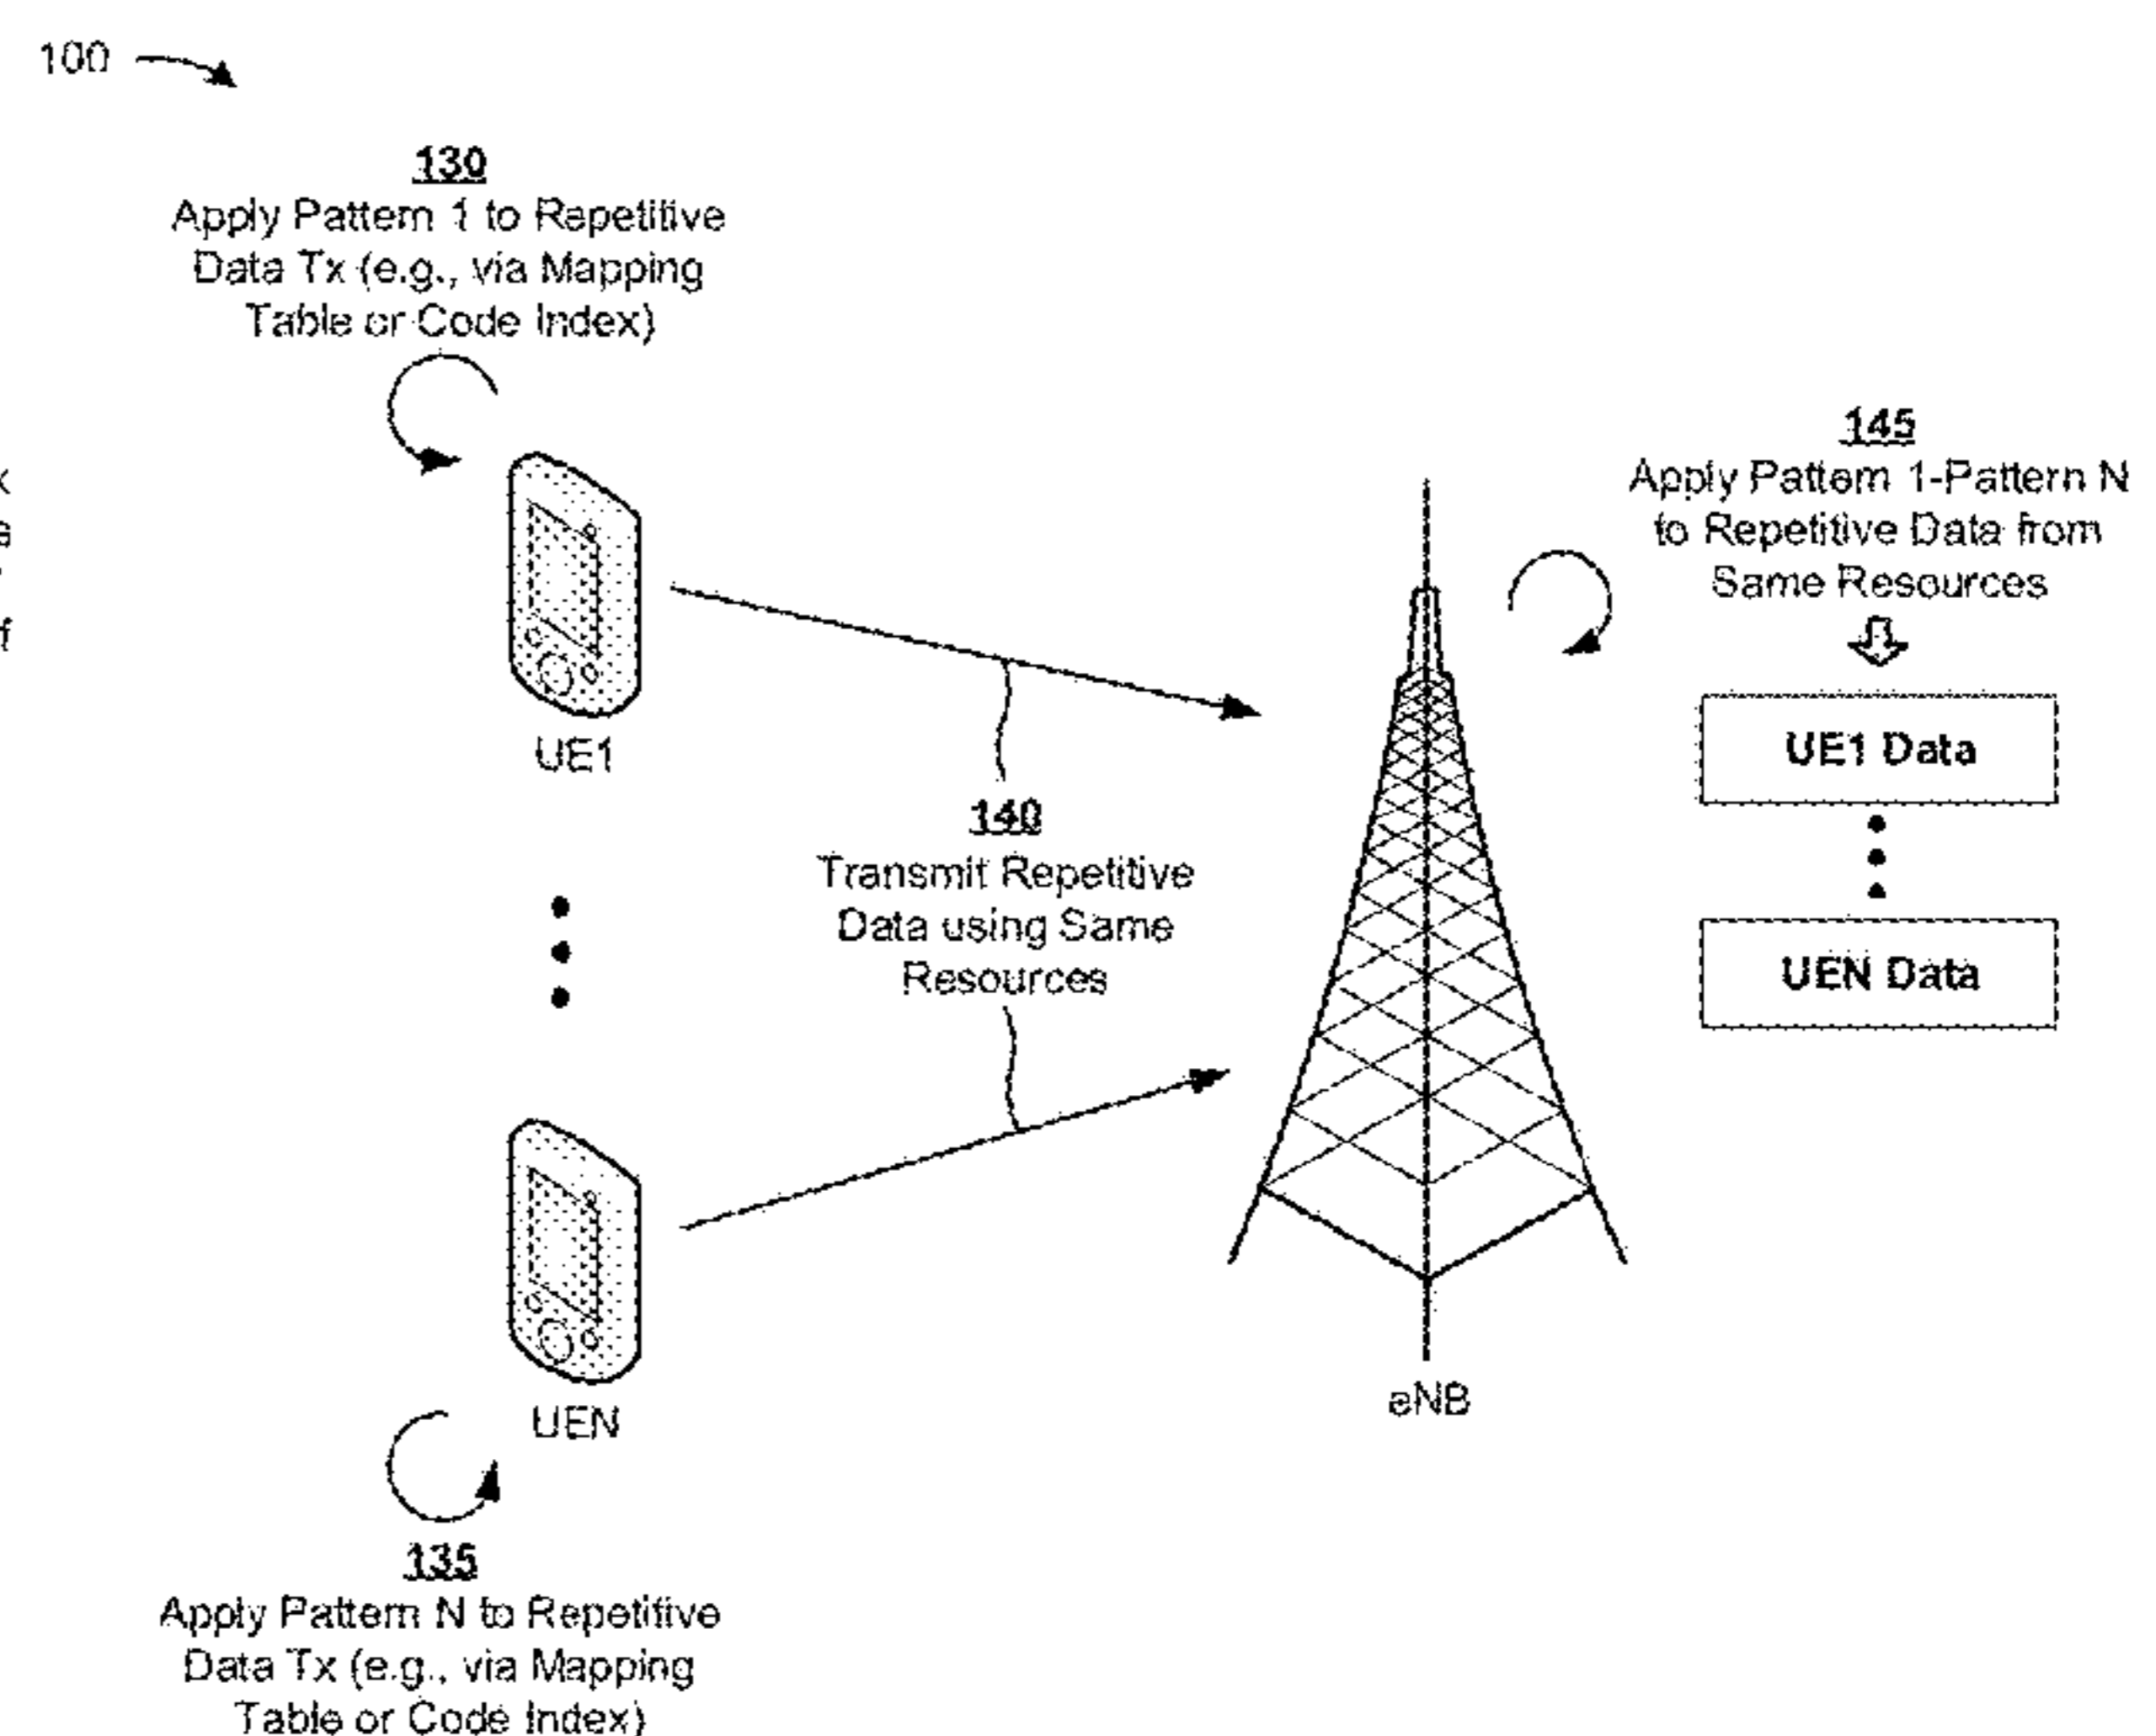 100
130
Apply Pattern 1 to Repetitive
Data Tx (e.g., via Mapping
Table or Code Index)
UE1
140
Transmit Repetitive
Data using Same
Resources
145
Apply Pattern 1-Pattern N
to Repetitive Data from
Same Resources
UE1 Data
UEN Data
eNB
UEN
135
Apply Pattern N to Repetitive
Data Tx (e.g., via Mapping
Table or Code Index)